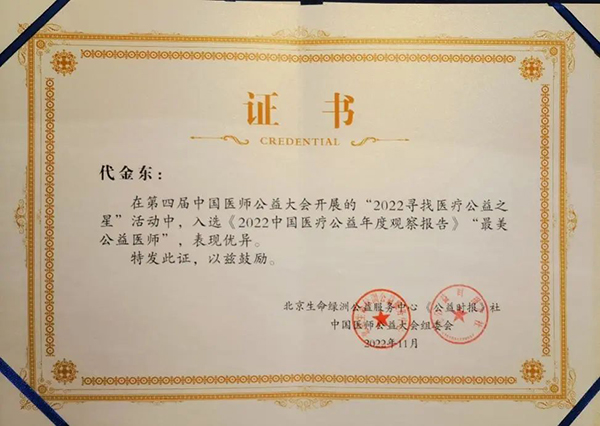 证 书
CREDENTIAL
代金东：
在第四届中国医师公益大会开展的“2022寻找医疗公益之
星”活动中，入选《2022中国医疗公益年度观察报告》“最美
公益医师”，表现优异。
特发此证，以兹鼓励。
北京生命绿洲公益服务中心 《公益时报》社
中国医师公益大会组委会
2022年11月